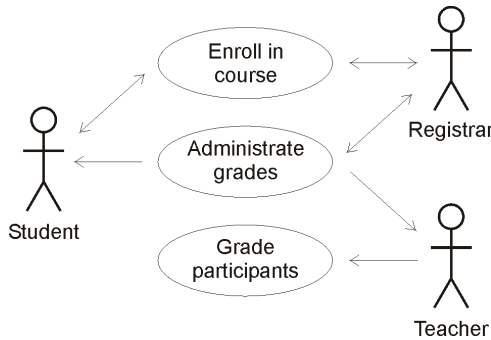 Enroll in
course
Registrar
Administrate
grades
Student
Grade
participants
Teacher